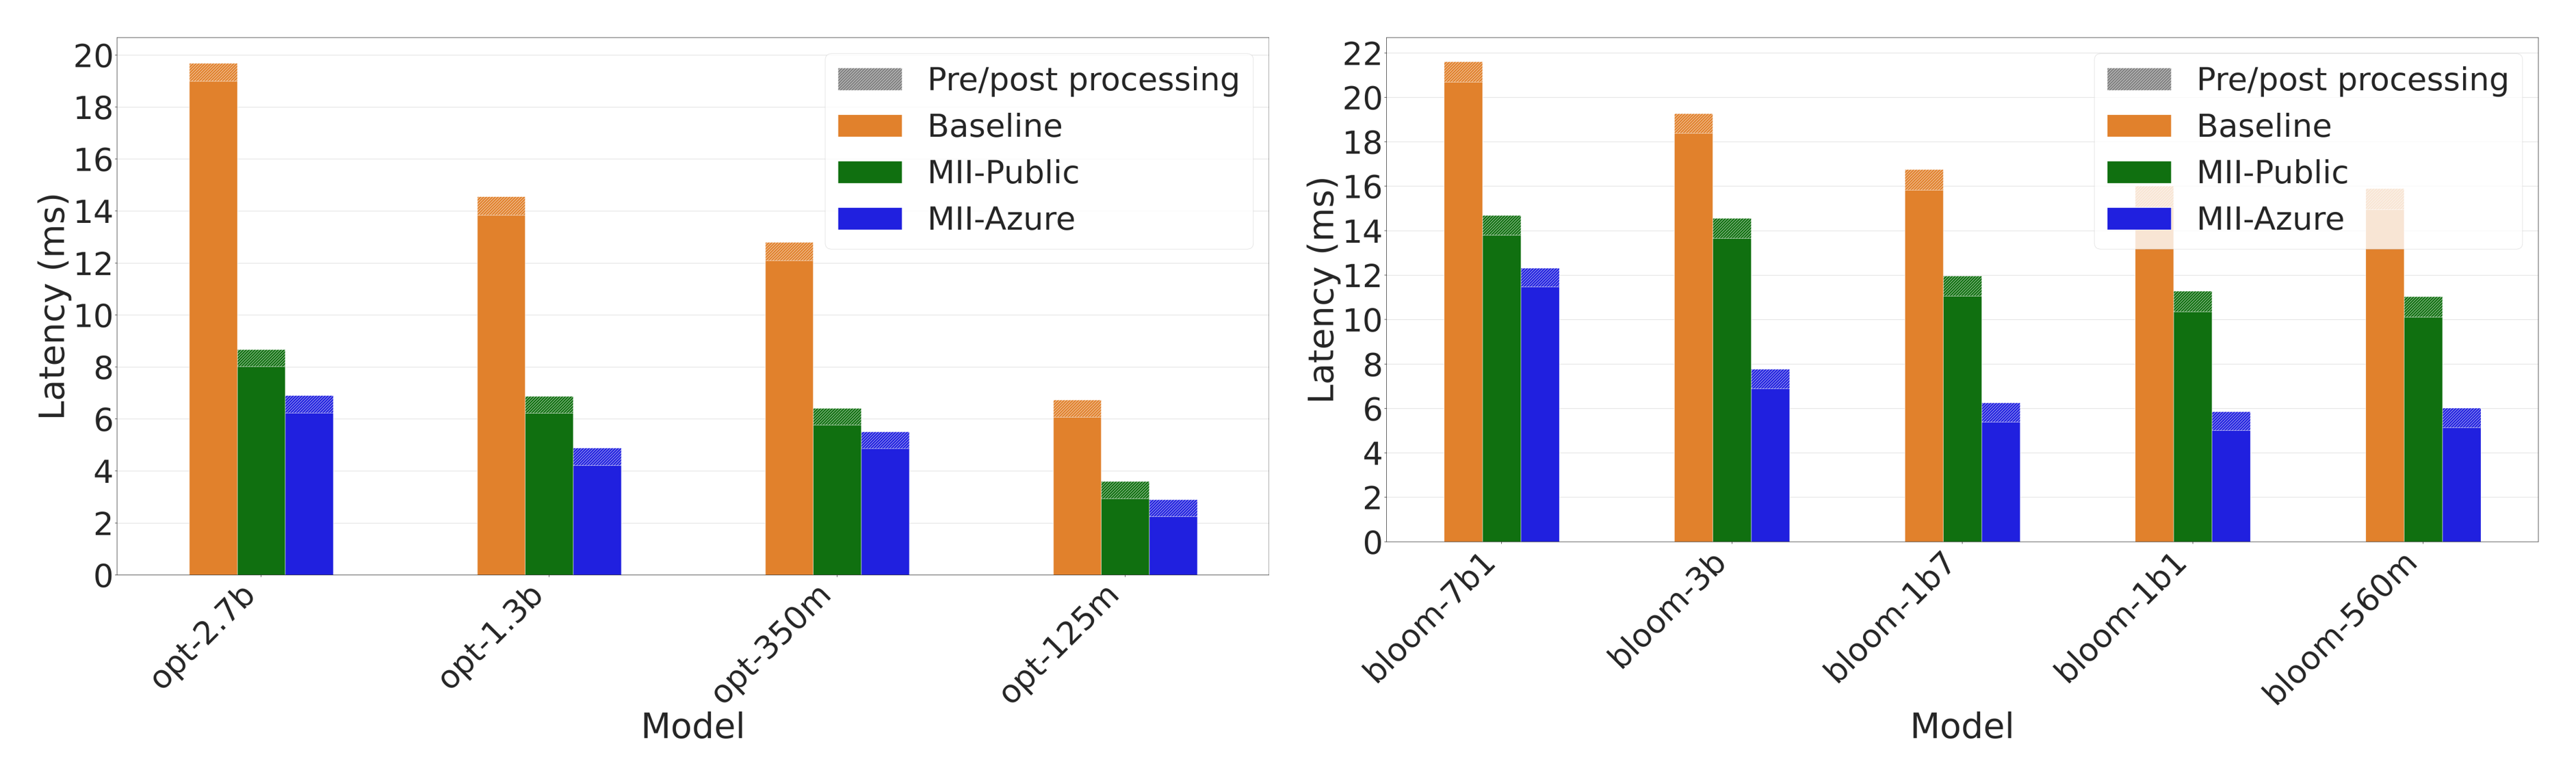 20
18
16
14
12
10
8
6
4
2
0
Latency (ms)
Pre/post processing
Baseline
MII-Public
MII-Azure
opt-2.7b
opt-1.3b
opt-350m
opt-125m
Model
22
20
18
16
14
12
10
8
6
4
2
0
Latency (ms)
Pre/post processing
Baseline
MII-Public
MII-Azure
bloom-7b1
bloom-3b
bloom-1b7
bloom-1b1
bloom-560m
Model